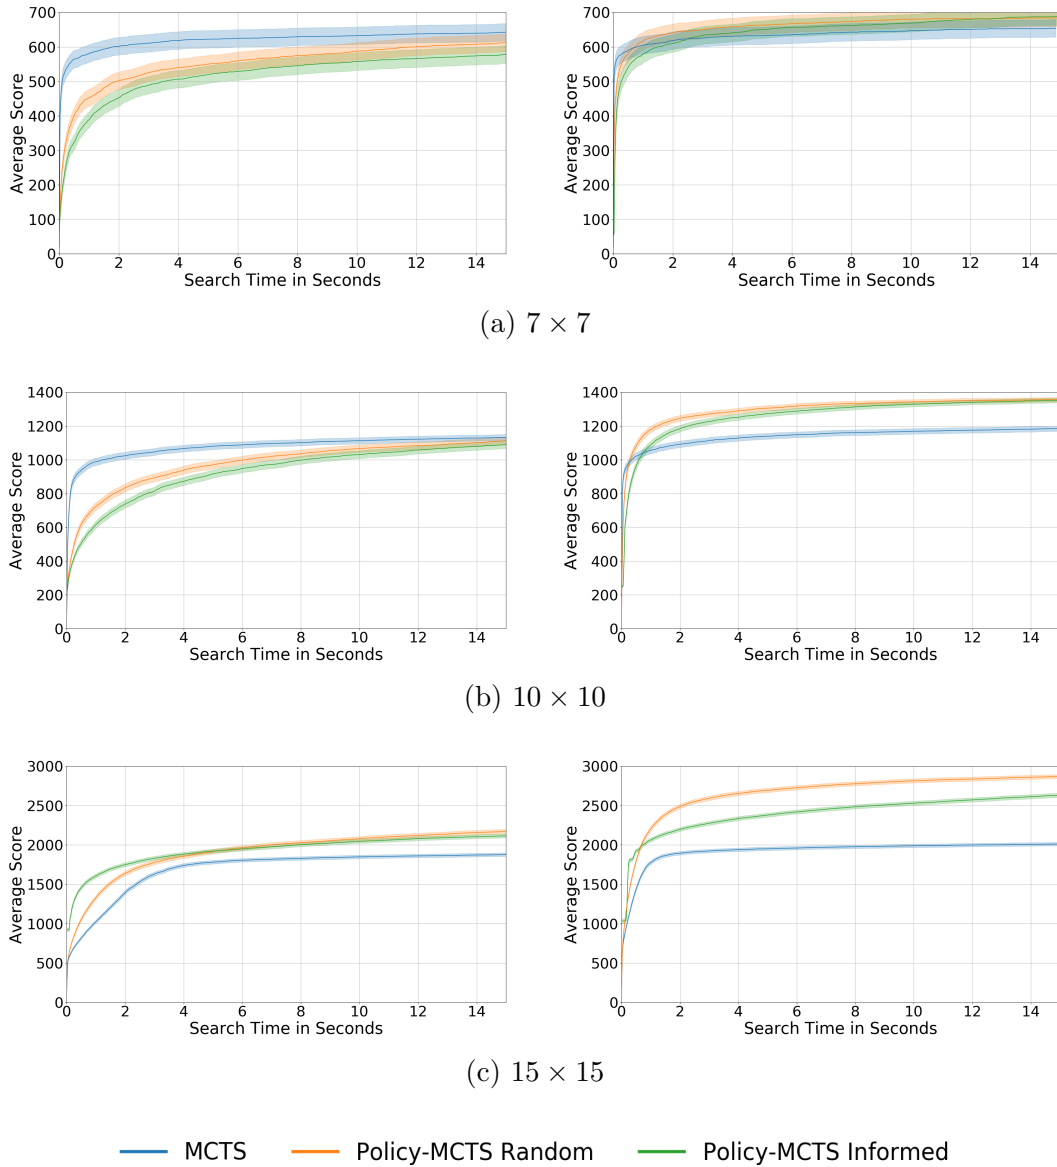 700
600
500
400
300
200
100
0
Average Score
0 2 4 6 8 10 12 14
Search Time in Seconds
700
600
500
400
300
200
100
0
Average Score
0 2 4 6 8 10 12 14
Search Time in Seconds
(a) 7 × 7
1400
1200
1000
800
600
400
200
0
Average Score
0 2 4 6 8 10 12 14
Search Time in Seconds
1400
1200
1000
800
600
400
200
0
Average Score
0 2 4 6 8 10 12 14
Search Time in Seconds
(b) 10 × 10
3000
2500
2000
1500
1000
500
0
Average Score
0 2 4 6 8 10 12 14
Search Time in Seconds
3000
2500
2000
1500
1000
500
0
Average Score
0 2 4 6 8 10 12 14
Search Time in Seconds
(c) 15 × 15
MCTS Policy-MCTS Random Policy-MCTS Informed